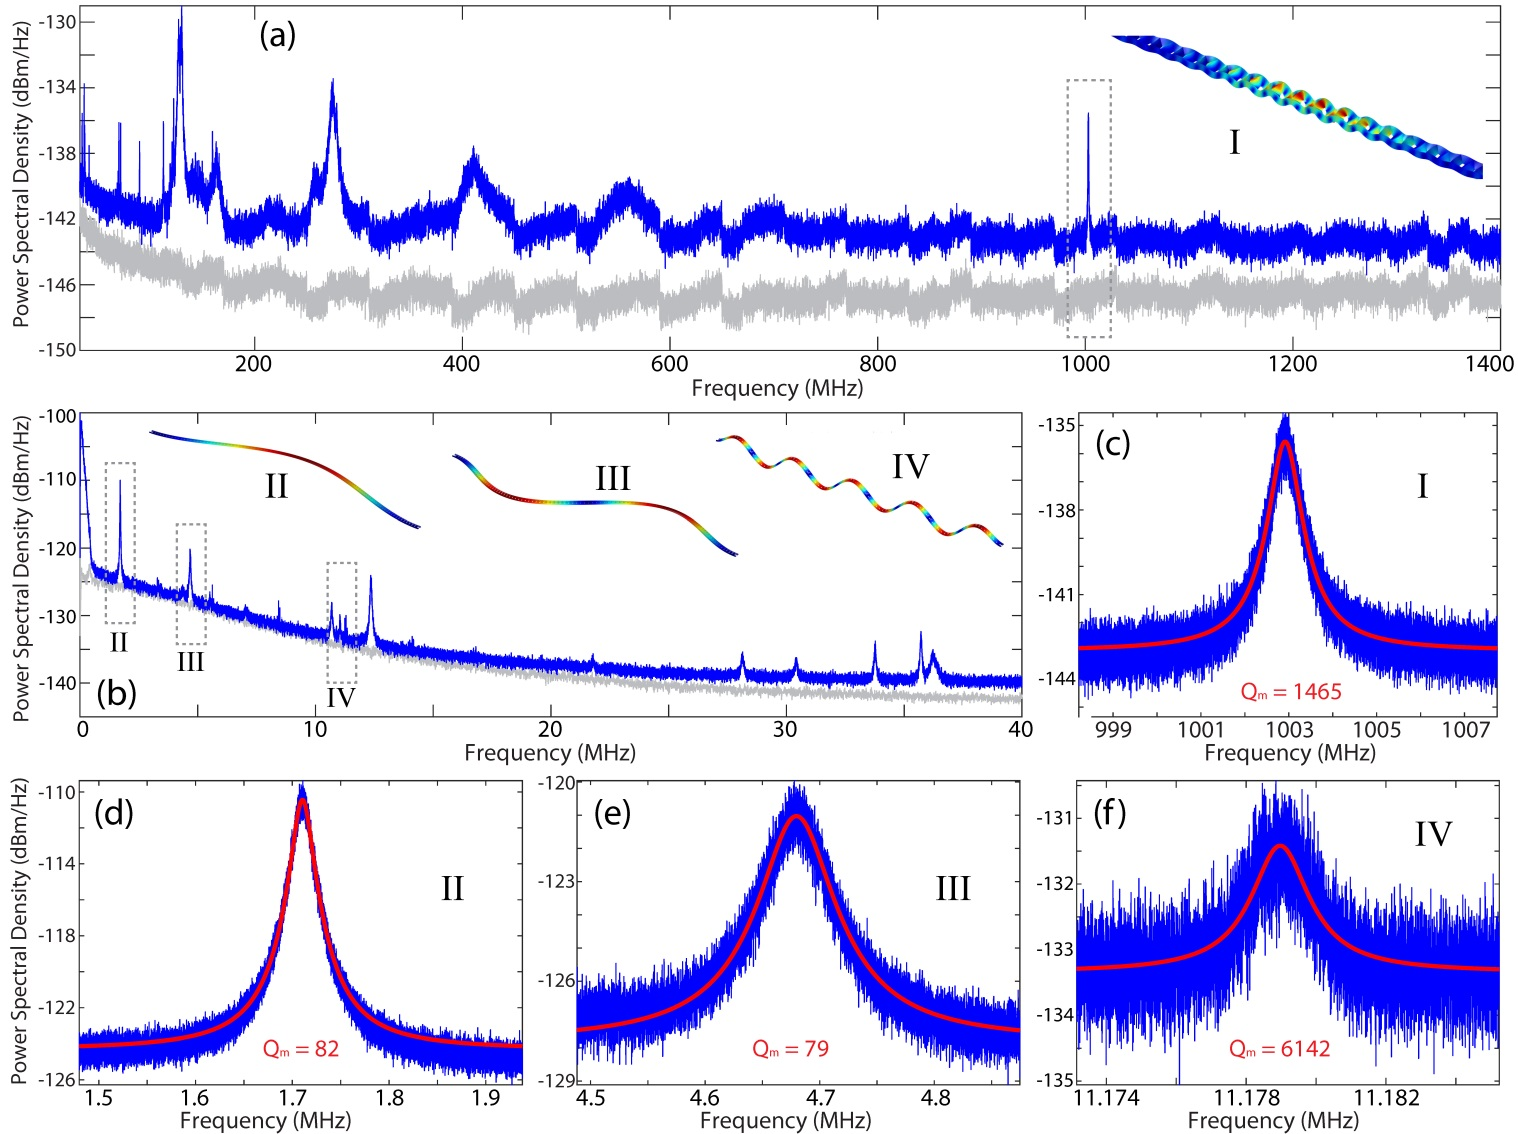 (a)
I
Power Spectral Density (dBm/Hz)
-130
-134
-138
-142
-146
-150
200 400 600 800 1000 1200 1400
Frequency (MHz)
(b)
II III IV
Power Spectral Density (dBm/Hz)
-100
-110
-120
-130
-140
II
III
IV
0 10 20 30 40
Frequency (MHz)
(c)
I
-135
-138
-141
-144
Qm = 1465
999 1001 1003 1005 1007
Frequency (MHz)
(d)
II
Power Spectral Density (dBm/Hz)
-110
-114
-118
-122
-126
Qm = 82
1.5 1.6 1.7 1.8 1.9
Frequency (MHz)
(e)
III
-120
-123
-126
-129
Qm = 79
4.5 4.6 4.7 4.8
Frequency (MHz)
(f)
IV
-131
-132
-133
-134
-135
Qm = 6142
11.174 11.178 11.182
Frequency (MHz)